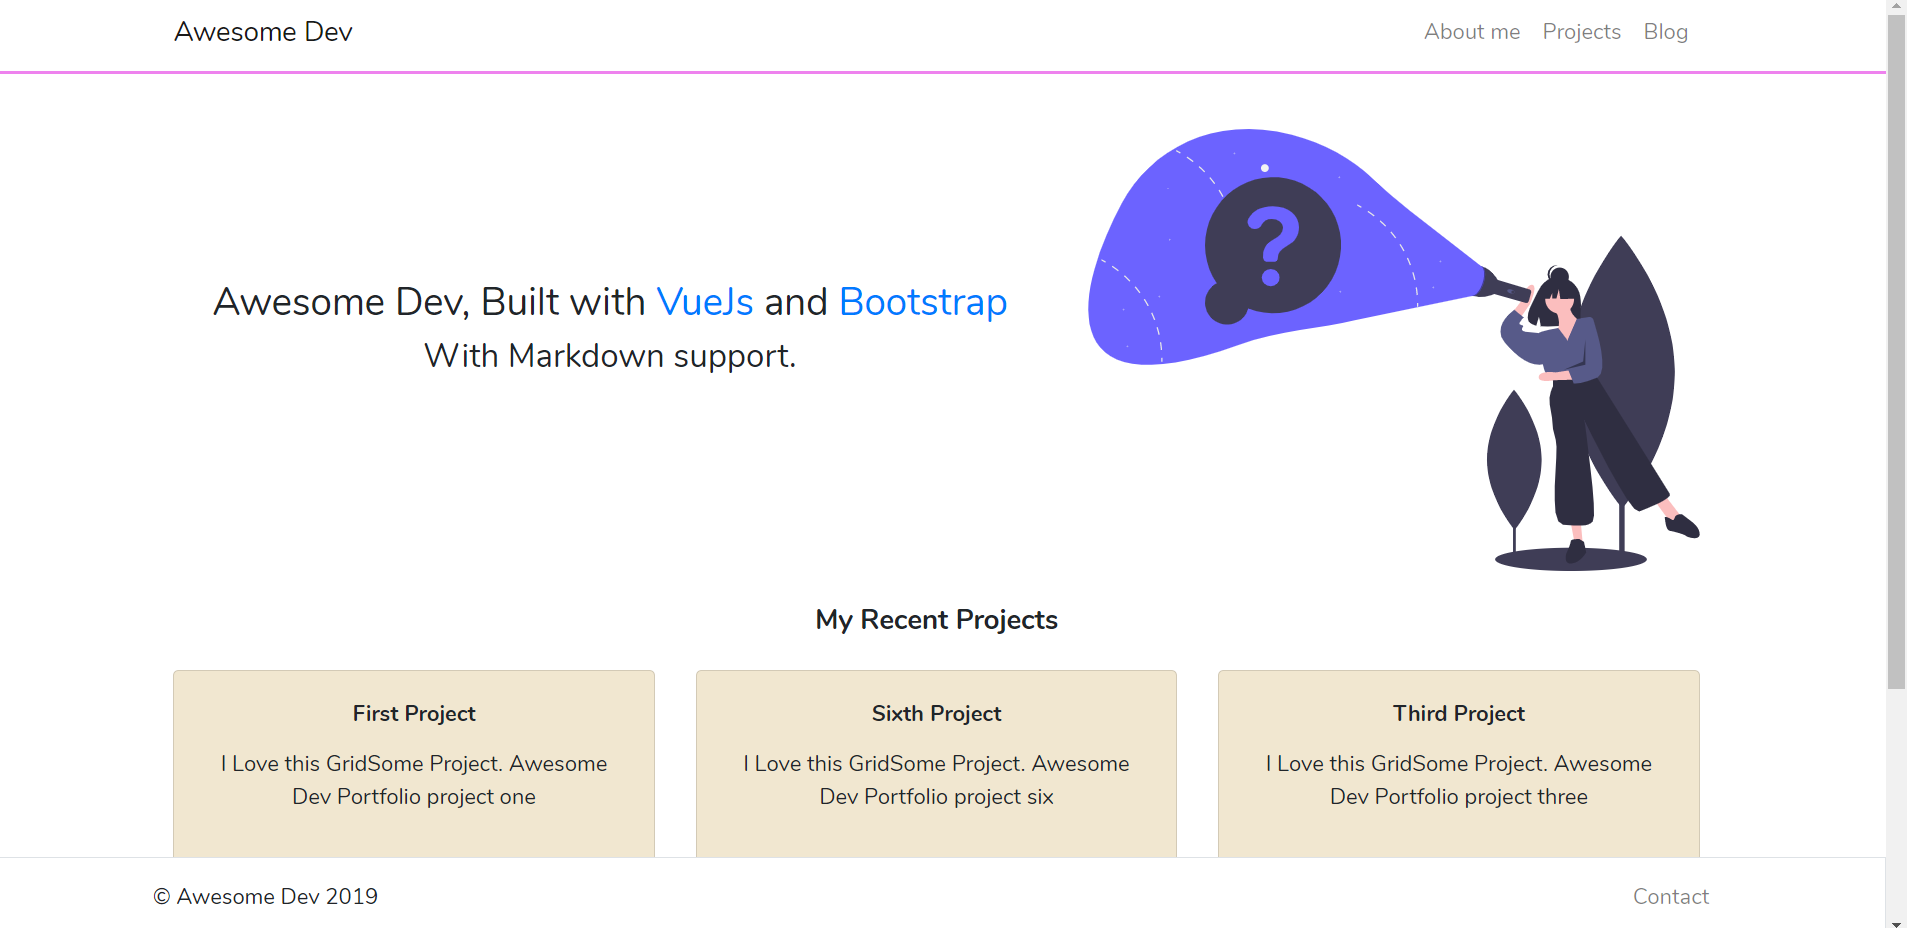 Awesome Dev
About me Projects Blog
?
Awesome Dev, Built with VueJs and Bootstrap
With Markdown support.
My Recent Projects
First Project
I Love this GridSome Project. Awesome
Dev Portfolio project one
Sixth Project
I Love this GridSome Project. Awesome
Dev Portfolio project six
Third Project
I Love this GridSome Project. Awesome
Dev Portfolio project three
© Awesome Dev 2019
Contact